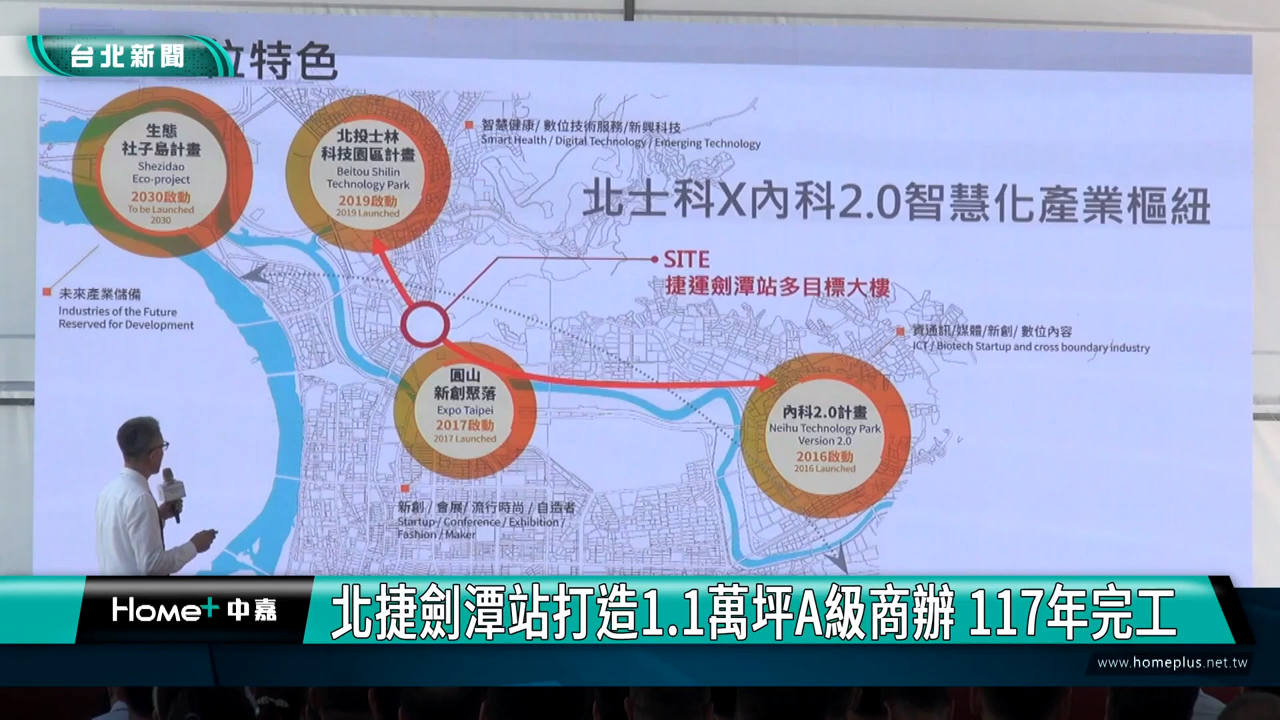 台北新聞
位特色
生態
社子島計畫
Shezidao
Eco-project
2030啟動
To be Launched
2030
北投士林
科技園區計畫
Beitou Shilin
Technology Park
2019啟動
2019 Launched
智慧健康/ 數位技術服務/新興科技
Smart Health / Digital Technology / Emerging Technology
北士科X內科2.0智慧化產業樞紐
SITE
捷運劍潭站多目標大樓
未來產業儲備
Industries of the Future
Reserved for Development
資通訊/媒體/新創/ 數位內容
ICT / Biotech Startup and cross boundary industry
圓山
新創聚落
Expo Taipei
2017啟動
2017 Launched
內科2.0計畫
Neihu Technology Park
Version 2.0
2016啟動
2016 Launched
新創 / 會展/ 流行時尚 / 自造者
Startup / Conference / Exhibition /
Fashion / Maker
Home+中嘉
北捷劍潭站打造1.1萬坪A級商辦 117年完工
www.homeplus.net.tw